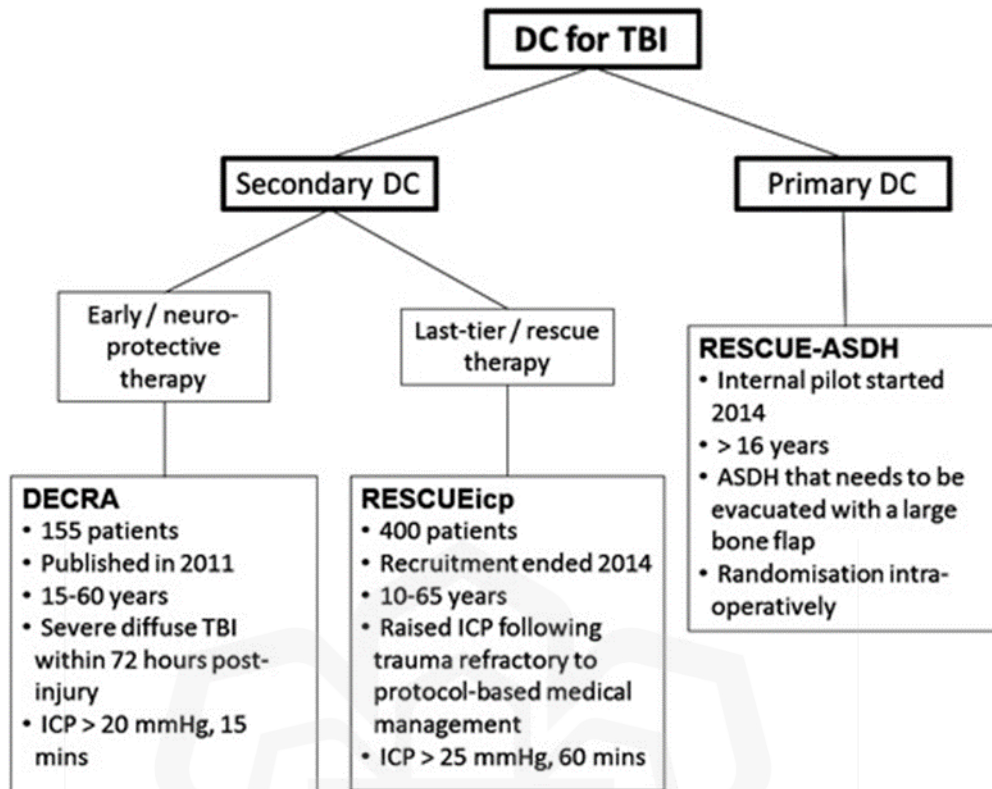 DC for TBI
Secondary DC
Primary DC
Early / neuro-
protective
therapy
Last-tier / rescue
therapy
DECRA
• 155 patients
• Published in 2011
• 15-60 years
• Severe diffuse TBI
within 72 hours post-
injury
• ICP > 20 mmHg, 15
mins
RESCUEicp
• 400 patients
• Recruitment ended 2014
• 10-65 years
• Raised ICP following
trauma refractory to
protocol-based medical
management
• ICP > 25 mmHg, 60 mins
RESCUE-ASDH
• Internal pilot started
2014
• > 16 years
• ASDH that needs to be
evacuated with a large
bone flap
• Randomisation intra-
operatively